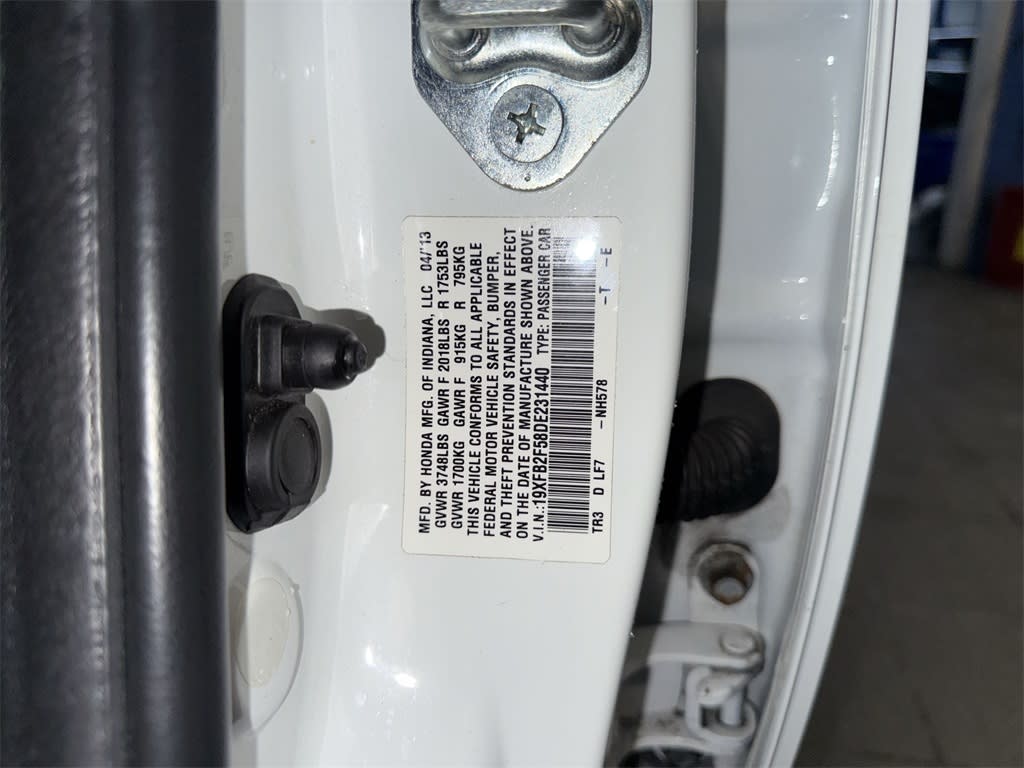 MFD. BY HONDA MFG. OF INDIANA, LLC 04/'13
GVWR 3748LBS GAWR F 2018LBS R 1753LBS
GVWR 1700KG GAWR F 915KG R 795KG
THIS VEHICLE CONFORMS TO ALL APPLICABLE
FEDERAL MOTOR VEHICLE SAFETY, BUMPER,
AND THEFT PREVENTION STANDARDS IN EFFECT
ON THE DATE OF MANUFACTURE SHOWN ABOVE.
V.I.N.:19XFB2F58DE231440 TYPE: PASSENGER CAR
TR3 D LF7 -NH578 -T -E